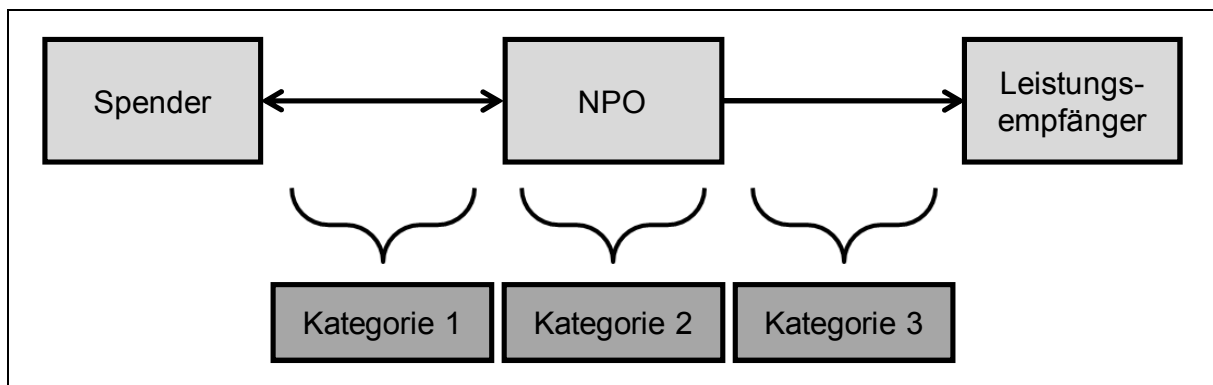 Spender
NPO
Leistungs-
empfänger
Kategorie 1
Kategorie 2
Kategorie 3